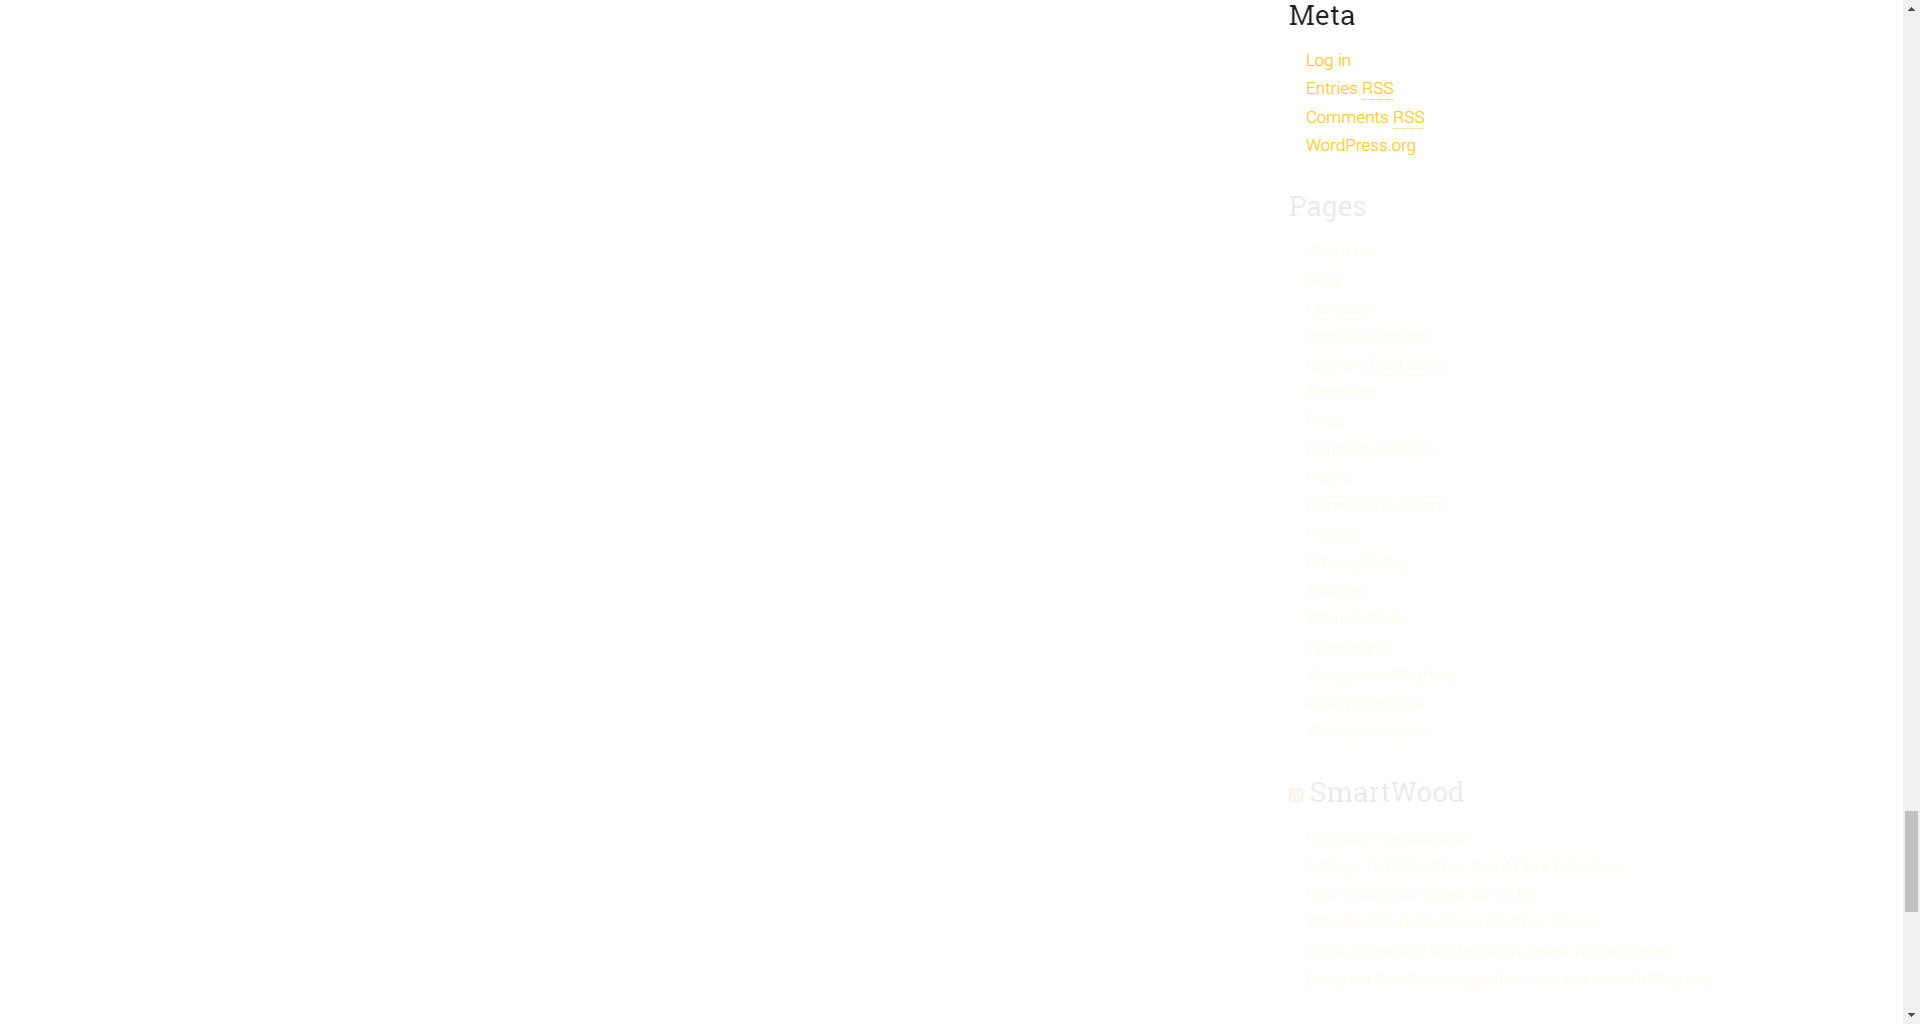 Meta
Log in
Entries RSS
Comments RSS
WordPress.org
Pages
About us
Blog
Contacts
Decks & Porches
Doors & Doorsteps
Elements
FAQs
Hardwood Floors
Home
Home Renovations
Pricing
Privacy Policy
Services
Stairs & Rails
Typography
Windows & Shutters
Wood Furniture
Wooden Houses
SmartWood
Furniture Restoration
5 Ways To Make Your Front Door Fabulous
New front door styles for 2018
Wooden Blinds to Decorate Your House
Think outside of the box with a stair railing design
Enhance the Street Appeal of Your Home with Shutters